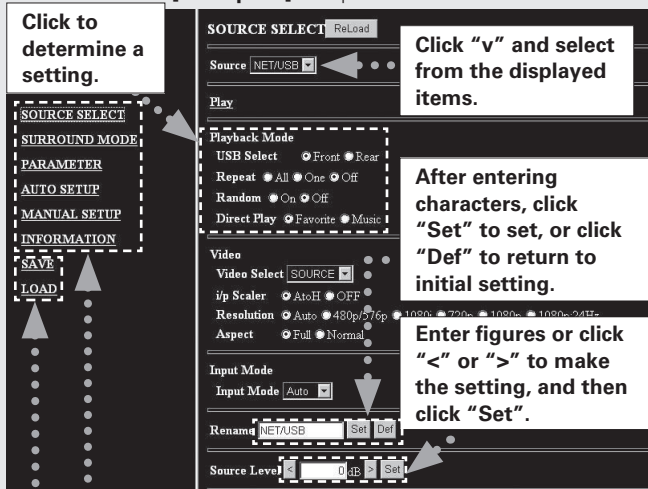 Click to
determine a
setting.
SOURCE SELECT ReLoad
Source NET/USB
Click “v” and select
from the displayed
items.
Play
SOURCE SELECT
SURROUND MODE
PARAMETER
AUTO SETUP
MANUAL SETUP
INFORMATION
SAVE
LOAD
Playback Mode
USB Select Front Rear
Repeat All One Off
Random On Off
Direct Play Favorite Music
After entering
characters, click
“Set” to set, or click
“Def” to return to
initial setting.
Video
Video Select SOURCE
i/p Scaler AtoH OFF
Resolution Auto 480p/576p 1080i 720p 1080p 1080p:24Hz
Aspect Full Normal
Enter figures or click
“<” or “>” to make
the setting, and then
click “Set”.
Input Mode
Input Mode Auto
Rename NET/USB Set Def
Source Level < 0 dB > Set